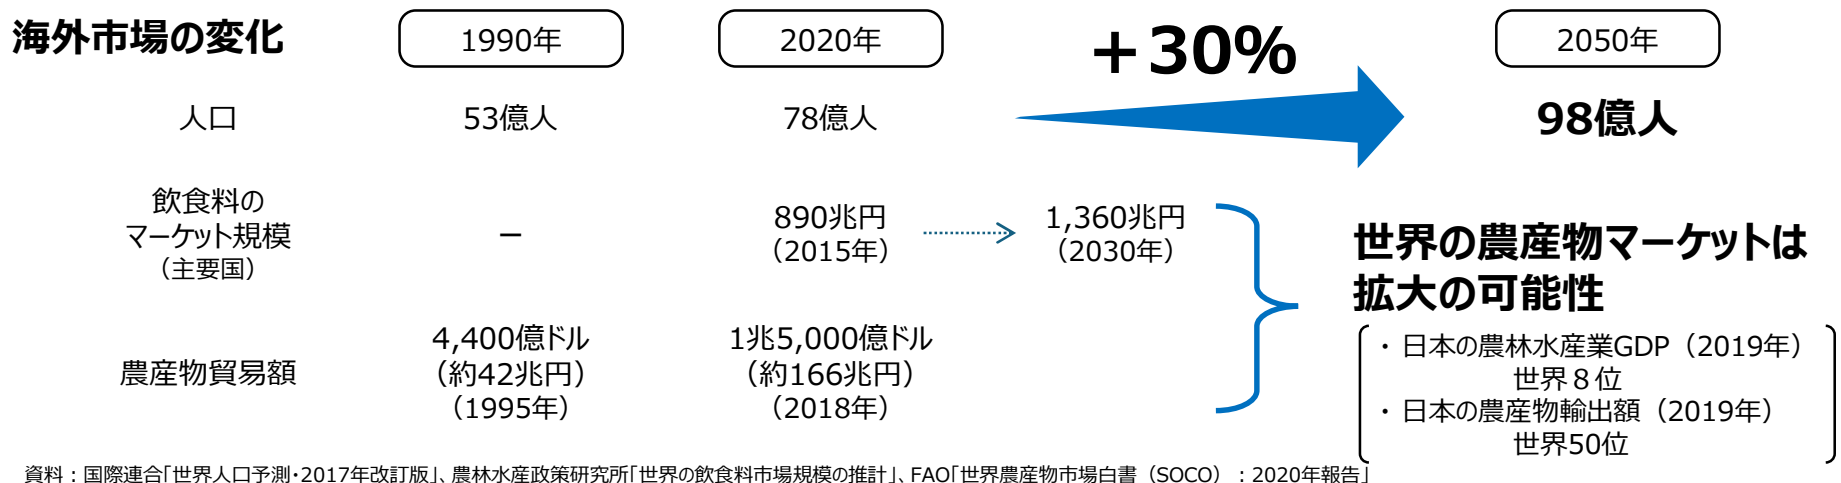 海外市場の変化
1990年
2020年
＋30%
2050年
人口
53億人
78億人
98億人
飲食料の
マーケット規模
（主要国）
－
890兆円
（2015年）
1,360兆円
（2030年）
世界の農産物マーケットは
拡大の可能性
農産物貿易額
4,400億ドル
（約42兆円）
（1995年）
1兆5,000億ドル
（約166兆円）
（2018年）
・日本の農林水産業GDP（2019年）
世界８位
・日本の農産物輸出額（2019年）
世界50位
資料：国際連合「世界人口予測・2017年改訂版」、農林水産政策研究所「世界の飲食料市場規模の推計」、FAO「世界農産物市場白書（SOCO）：2020年報告」